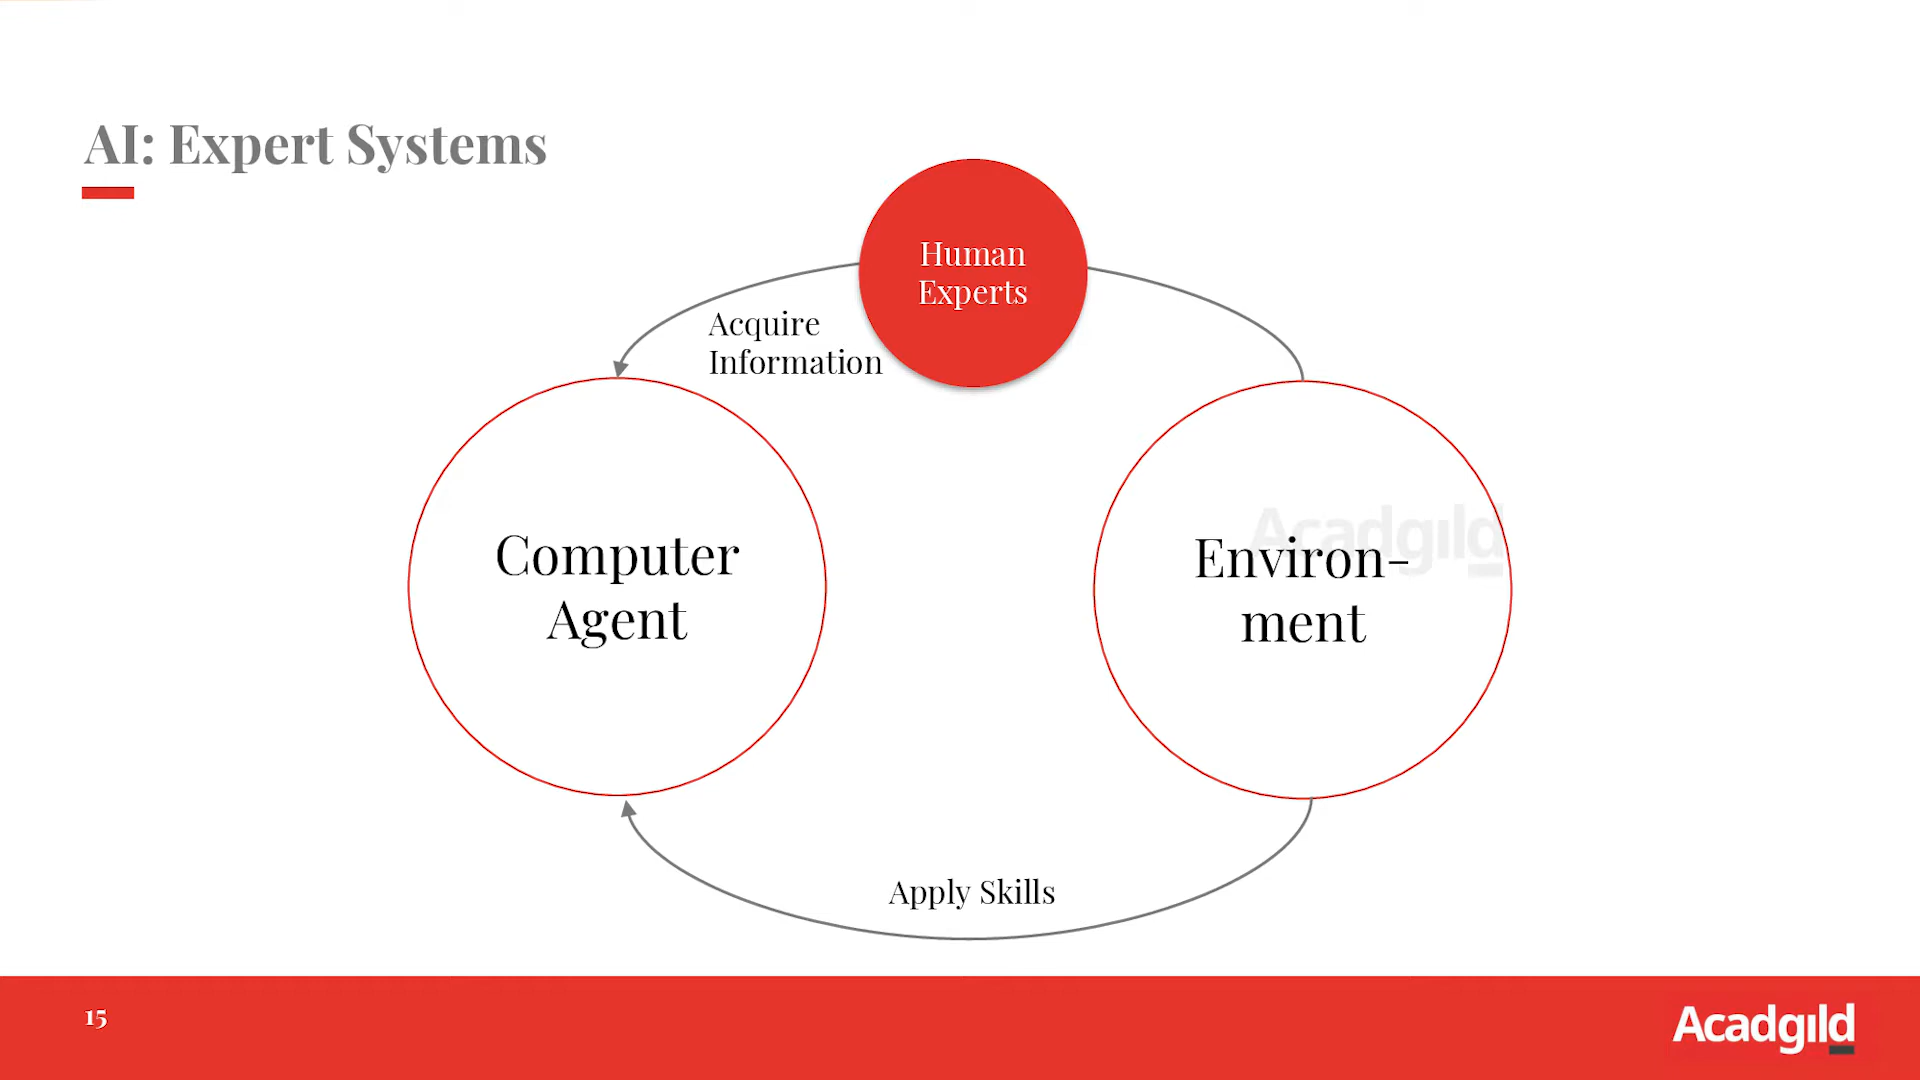 AI: Expert Systems
Human
Experts
Acquire
Information
Computer
Agent
Acadgild
Environ-
ment
Apply Skills
15
Acadgild